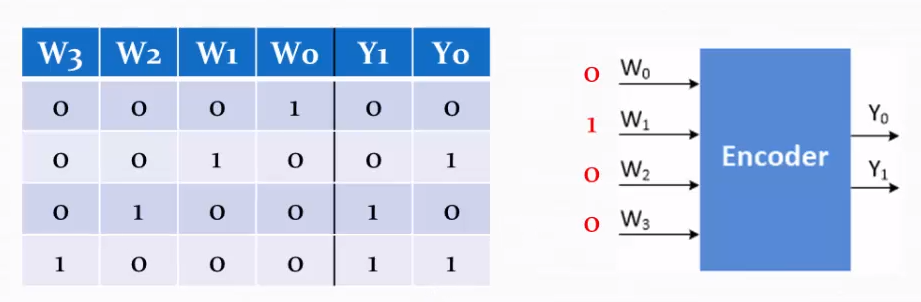 W3 W2 W1 W0 Y1 Y0
0 0 0 1 0 0
0 0 1 0 0 1
0 1 0 0 1 0
1 0 0 0 1 1
0 W0
1 W1
0 W2
0 W3
Encoder
Y0
Y1